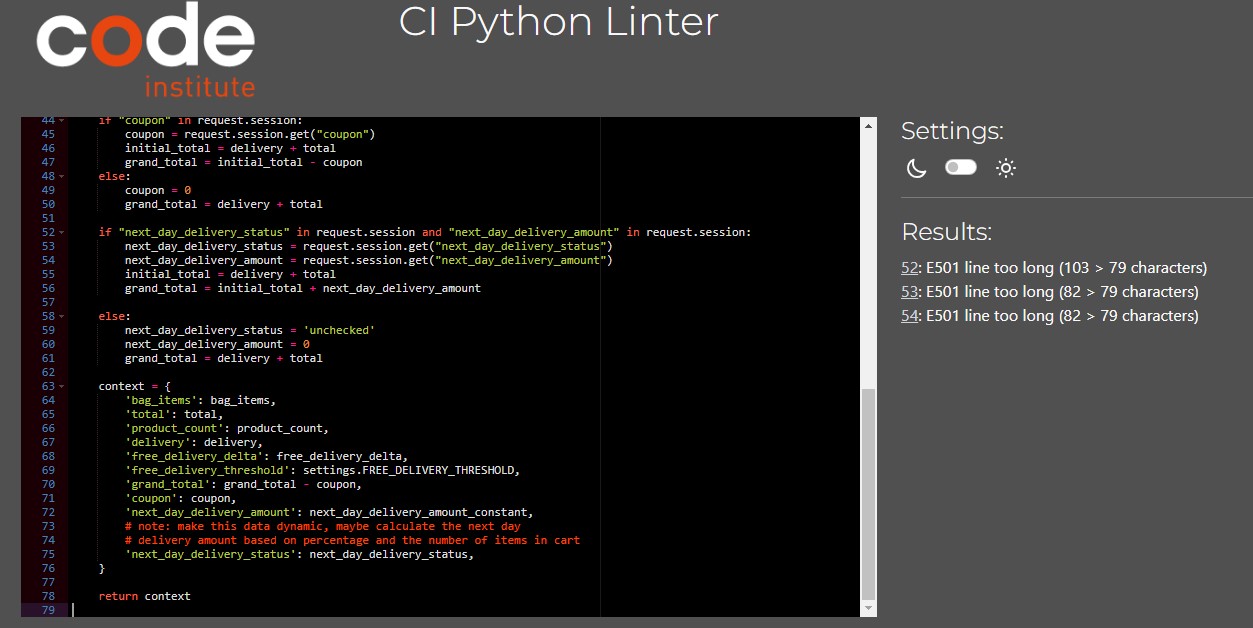 code
institute
CI Python Linter
44 if "coupon" in request.session:
45 coupon = request.session.get("coupon")
46 initial_total = delivery + total
47 grand_total = initial_total - coupon
48 else:
49 coupon = 0
50 grand_total = delivery + total
51
52 if "next_day_delivery_status" in request.session and "next_day_delivery_amount" in request.session:
53 next_day_delivery_status = request.session.get("next_day_delivery_status")
54 next_day_delivery_amount = request.session.get("next_day_delivery_amount")
55 initial_total = delivery + total
56 grand_total = initial_total + next_day_delivery_amount
57
58 else:
59 next_day_delivery_status = 'unchecked'
60 next_day_delivery_amount = 0
61 grand_total = delivery + total
62
63 context = {
64 'bag_items': bag_items,
65 'total': total,
66 'product_count': product_count,
67 'delivery': delivery,
68 'free_delivery_delta': free_delivery_delta,
69 'free_delivery_threshold': settings.FREE_DELIVERY_THRESHOLD,
70 'grand_total': grand_total - coupon,
71 'coupon': coupon,
72 'next_day_delivery_amount': next_day_delivery_amount_constant,
73 # note: make this data dynamic, maybe calculate the next day
74 # delivery amount based on percentage and the number of items in cart
75 'next_day_delivery_status': next_day_delivery_status,
76 }
77
78 return context
79
Settings:
Results:
52: E501 line too long (103 > 79 characters)
53: E501 line too long (82 > 79 characters)
54: E501 line too long (82 > 79 characters)